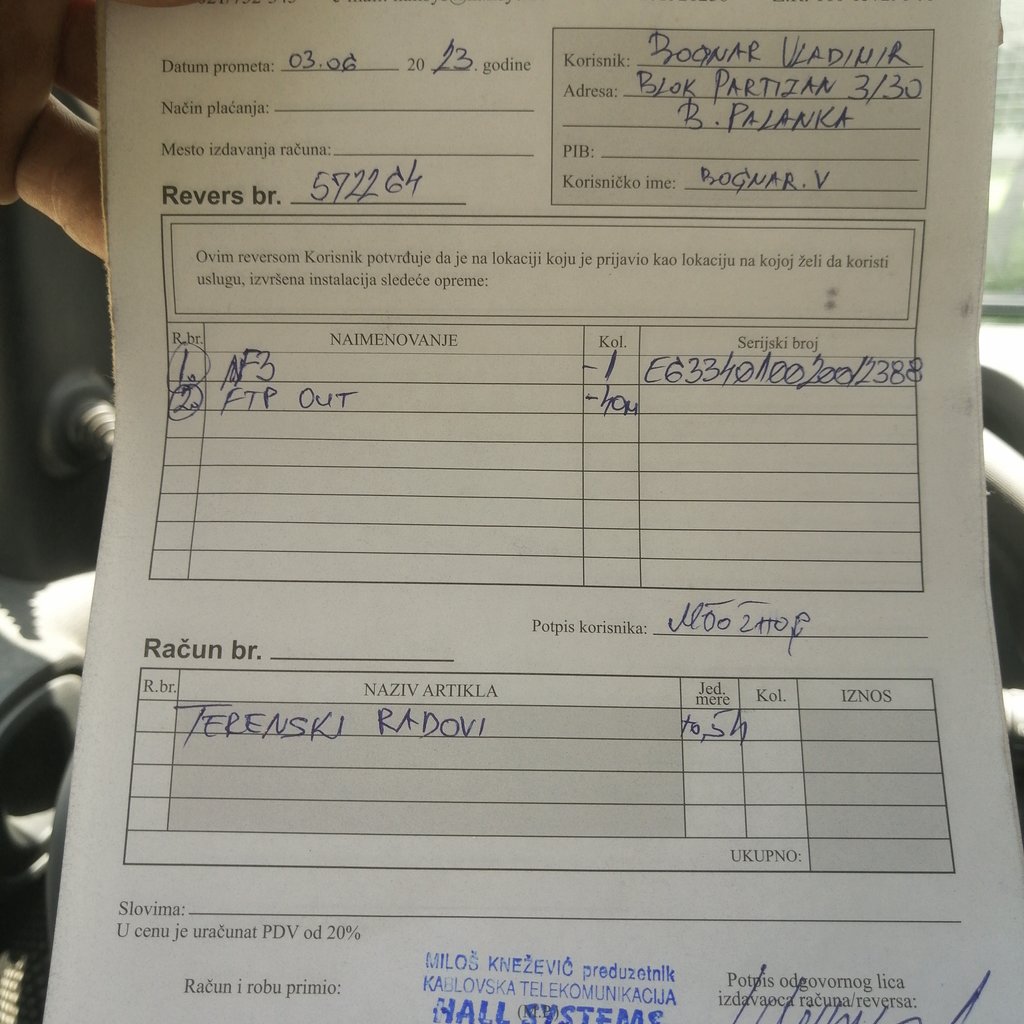 Datum prometa: 03.06 2023. godine
Način plaćanja:
Mesto izdavanja računa:
Revers br. 572264
Korisnik: BOGNAR VLADIMIR
Adresa: BLOK PARTIZAN 3/30
B. PALANKA
PIB:
Korisničko ime: BOGNAR.V
Ovim reversom Korisnik potvrđuje da je na lokaciji koju je prijavio kao lokaciju na kojoj želi da koristi
uslugu, izvršena instalacija sledeće opreme:
R.br. NAIMENOVANJE Kol. Serijski broj
1. NF3 -1
2. FTP OUT -40m
Potpis korisnika:
Račun br.
R.br. NAZIV ARTIKLA Jed. mere Kol. IZNOS
TERENSKI RADOVI
UKUPNO:
Slovima:
U cenu je uračunat PDV od 20%
Račun i robu primio:
MILOŠ KNEŽEVIĆ preduzetnik
KABLOVSKA TELEKOMUNIKACIJA
HALL SYSTEMS
(M.P.)
Potpis odgovornog lica
izdavaoca računa/reversa: